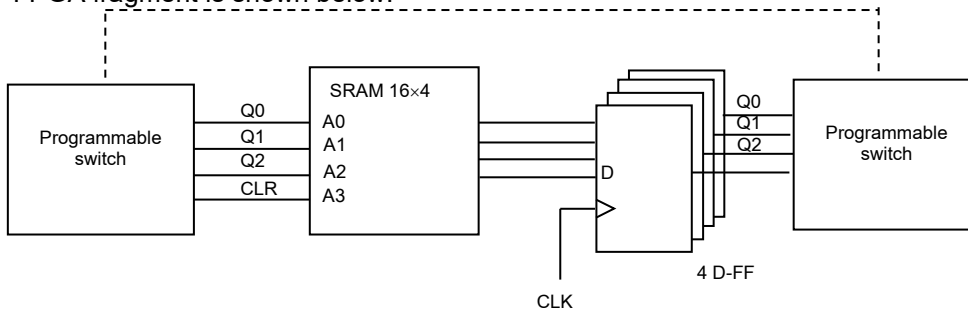 FPGA fragment is shown below.
SRAM 16×4
Programmable
switch
Q0
Q1
Q2
CLR
A0
A1
A2
A3
D
Q0
Q1
Q2
Programmable
switch
4 D-FF
CLK